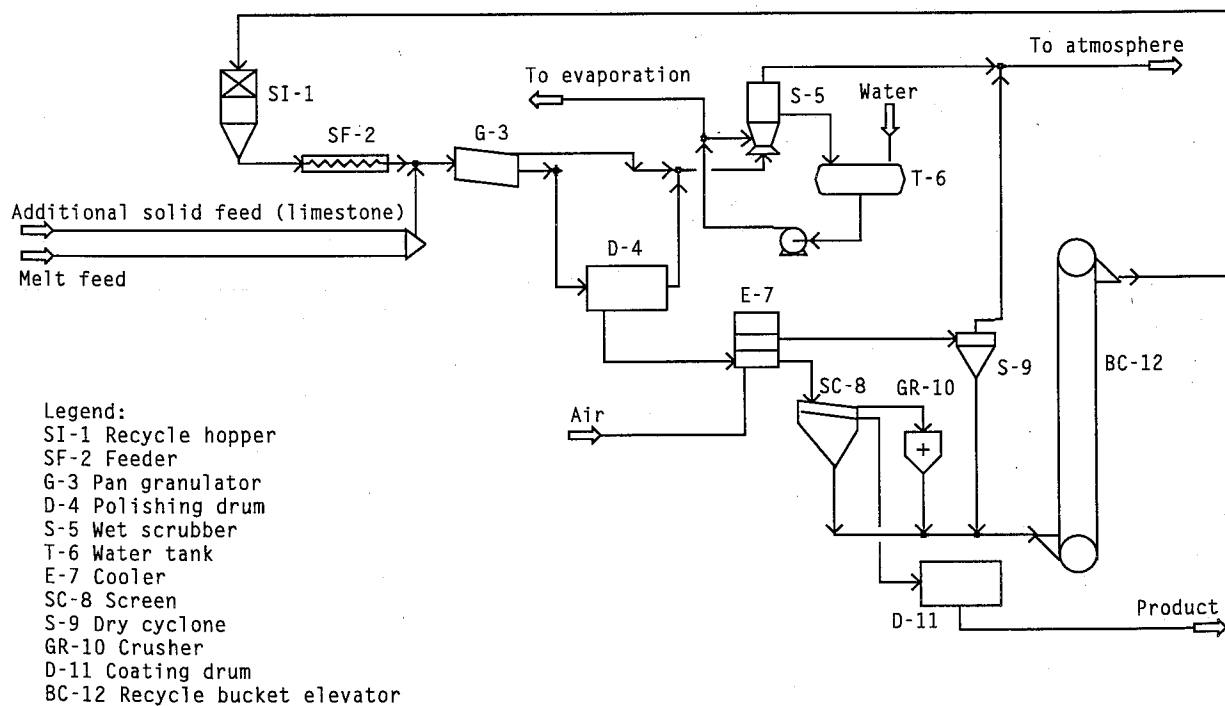 To atmosphere
To evaporation
SI-1
S-5
Water
SF-2
G-3
T-6
Additional solid feed (limestone)
Melt feed
D-4
E-7
S-9
BC-12
SC-8
GR-10
Air
+
D-11
Product
Legend:
SI-1 Recycle hopper
SF-2 Feeder
G-3 Pan granulator
D-4 Polishing drum
S-5 Wet scrubber
T-6 Water tank
E-7 Cooler
SC-8 Screen
S-9 Dry cyclone
GR-10 Crusher
D-11 Coating drum
BC-12 Recycle bucket elevator